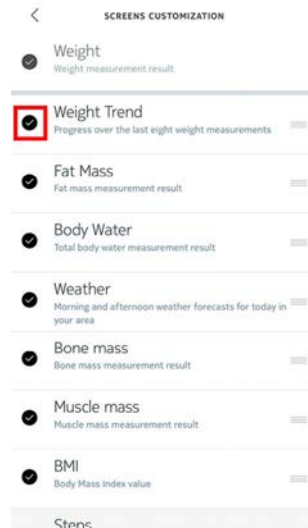 SCREENS CUSTOMIZATION
Weight
Weight measurement result
Weight Trend
Progress over the last eight weight measurements
Fat Mass
Fat mass measurement result
Body Water
Total body water measurement result
Weather
Morning and afternoon weather forecasts for today in
your area
Bone mass
Bone mass measurement result
Muscle mass
Muscle mass measurement result
BMI
Body Mass Index value
Steps